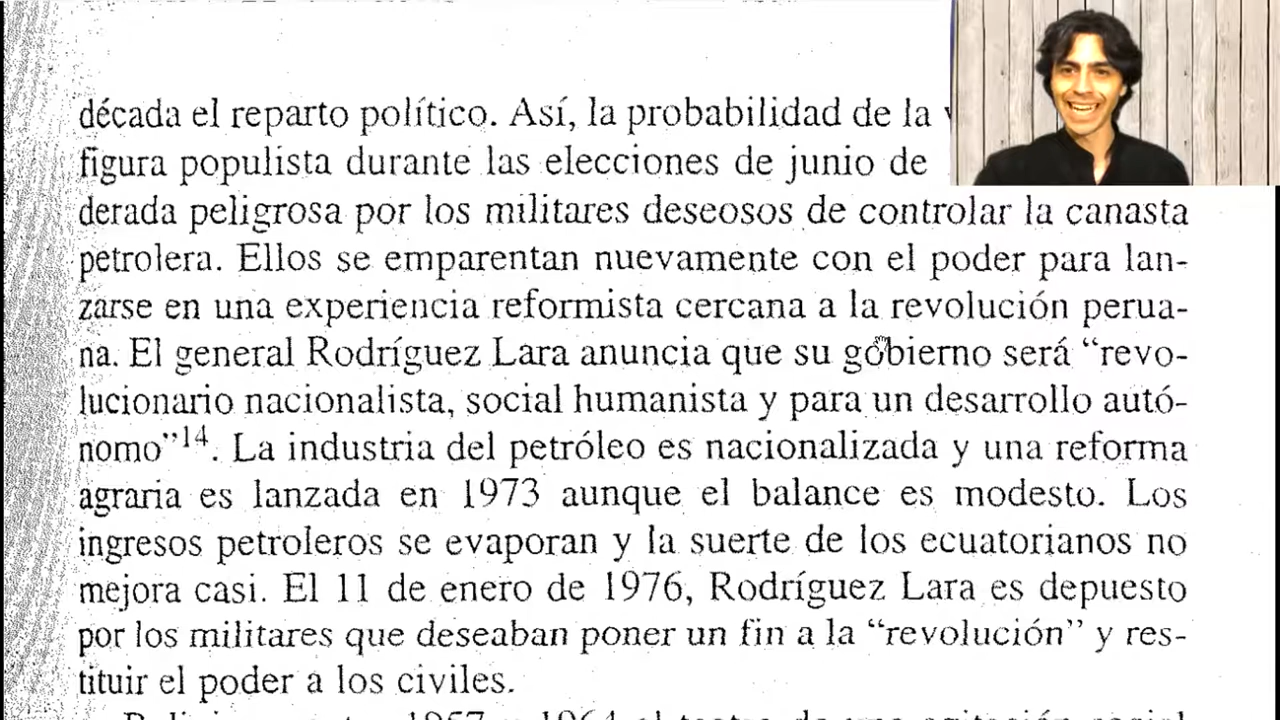 década el reparto político. Así, la probabilidad de la
figura populista durante las elecciones de junio de
derada peligrosa por los militares deseosos de controlar la canasta
petrolera. Ellos se emparentan nuevamente con el poder para lan-
zarse en una experiencia reformista cercana a la revolución perua-
na. El general Rodríguez Lara anuncia que su gobierno será “revo-
lucionario nacionalista, social humanista y para un desarrollo autó-
nomo”14. La industria del petróleo es nacionalizada y una reforma
agraria es lanzada en 1973 aunque el balance es modesto. Los
ingresos petroleros se evaporan y la suerte de los ecuatorianos no
mejora casi. El 11 de enero de 1976, Rodríguez Lara es depuesto
por los militares que deseaban poner un fin a la “revolución” y res-
tituir el poder a los civiles.